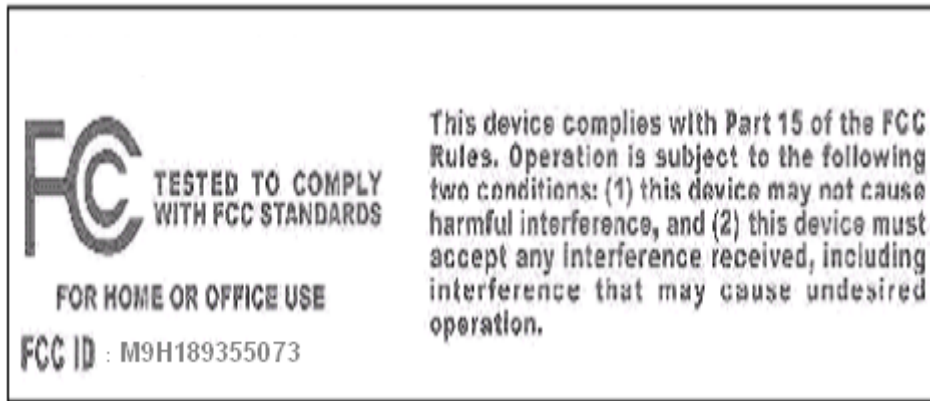 FCC
TESTED TO COMPLY
WITH FCC STANDARDS
FOR HOME OR OFFICE USE
FCC ID : M9H189355073
This device complies with Part 15 of the FCC
Rules. Operation is subject to the following
two conditions: (1) this device may not cause
harmful interference, and (2) this device must
accept any interference received, including
interference that may cause undesired
operation.